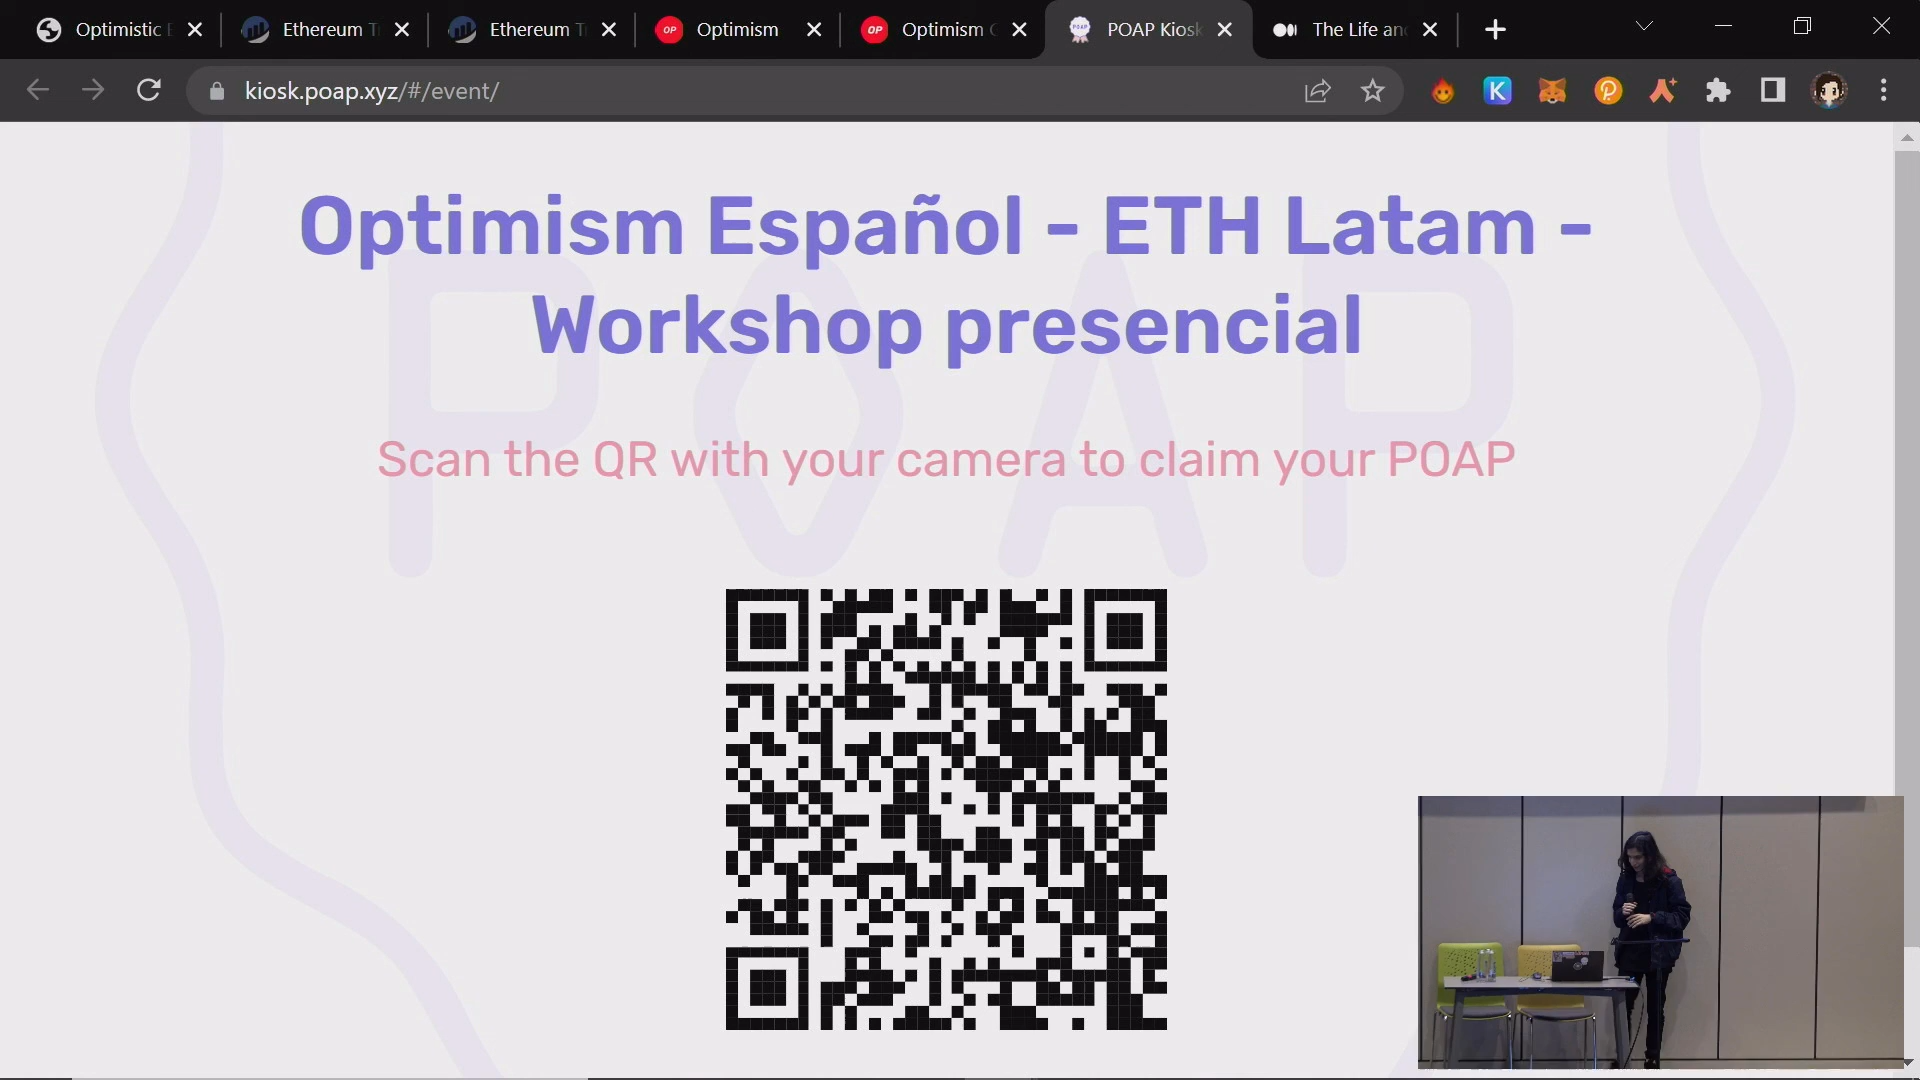 Optimistic E
Ethereum T
Ethereum T
OP Optimism
OP Optimism
POAP Kiosk
The Life an
kiosk.poap.xyz/#/event/
POAP
Optimism Español - ETH Latam -
Workshop presencial
Scan the QR with your camera to claim your POAP